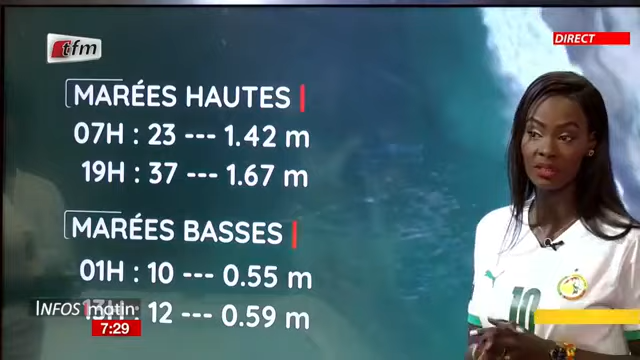 tfm
DIRECT
MARÉES HAUTES
07H : 23 --- 1.42 m
19H : 37 --- 1.67 m
MARÉES BASSES
01H : 10 --- 0.55 m
13H : 12 --- 0.59 m
INFOS matin
7:29
10